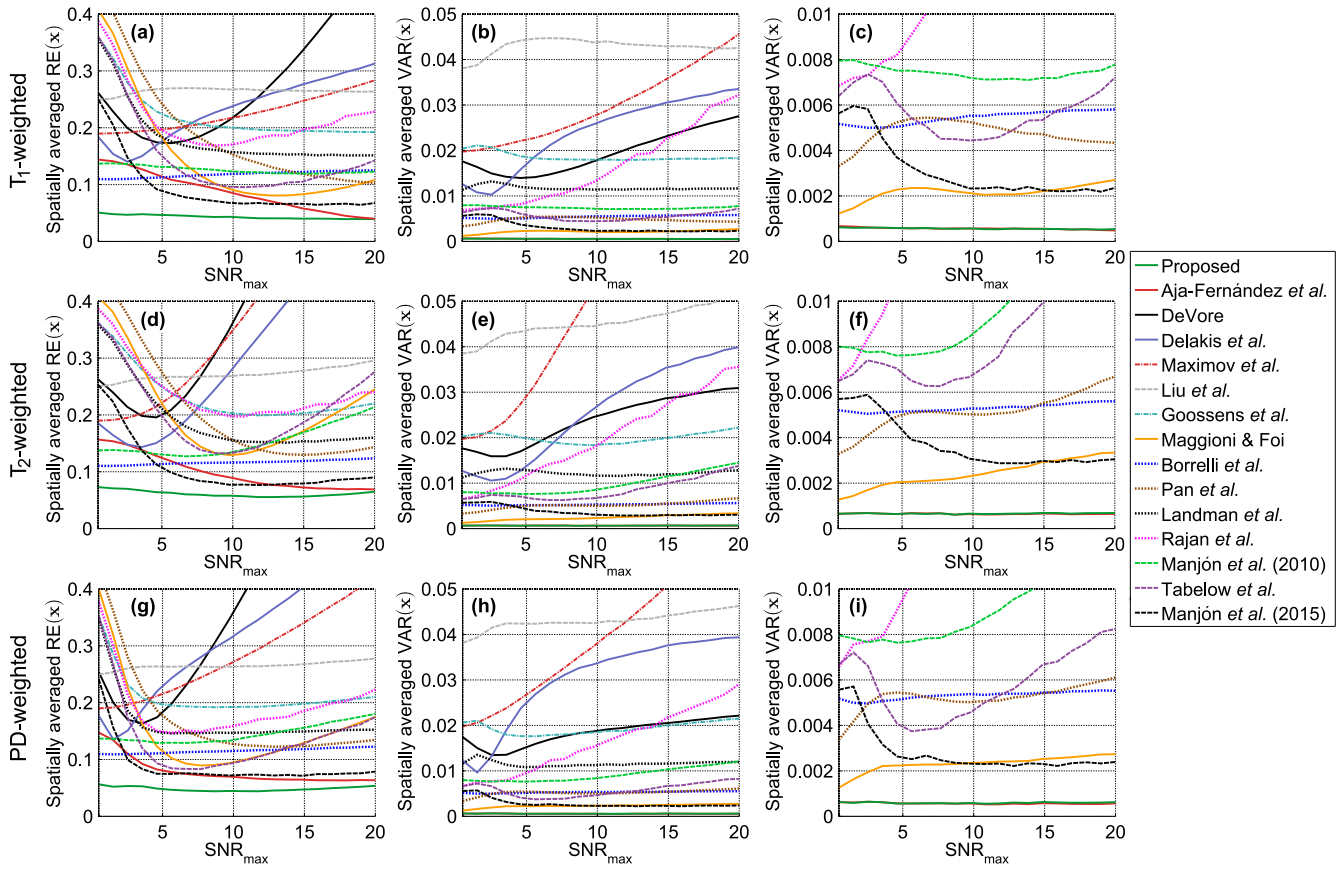 T1-weighted
Spatially averaged RE(x)
(a)
0.4
0.3
0.2
0.1
0
5 10 15 20
SNRmax
Spatially averaged VAR(x)
(b)
0.05
0.04
0.03
0.02
0.01
0
5 10 15 20
SNRmax
Spatially averaged VAR(x)
(c)
0.01
0.008
0.006
0.004
0.002
0
5 10 15 20
SNRmax
T2-weighted
Spatially averaged RE(x)
(d)
0.4
0.3
0.2
0.1
0
5 10 15 20
SNRmax
Spatially averaged VAR(x)
(e)
0.05
0.04
0.03
0.02
0.01
0
5 10 15 20
SNRmax
Spatially averaged VAR(x)
(f)
0.01
0.008
0.006
0.004
0.002
0
5 10 15 20
SNRmax
PD-weighted
Spatially averaged RE(x)
(g)
0.4
0.3
0.2
0.1
0
5 10 15 20
SNRmax
Spatially averaged VAR(x)
(h)
0.05
0.04
0.03
0.02
0.01
0
5 10 15 20
SNRmax
Spatially averaged VAR(x)
(i)
0.01
0.008
0.006
0.004
0.002
0
5 10 15 20
SNRmax
Proposed
Aja-Fernández et al.
DeVore
Delakis et al.
Maximov et al.
Liu et al.
Goossens et al.
Maggioni & Foi
Borrelli et al.
Pan et al.
Landman et al.
Rajan et al.
Manjón et al. (2010)
Tabelow et al.
Manjón et al. (2015)